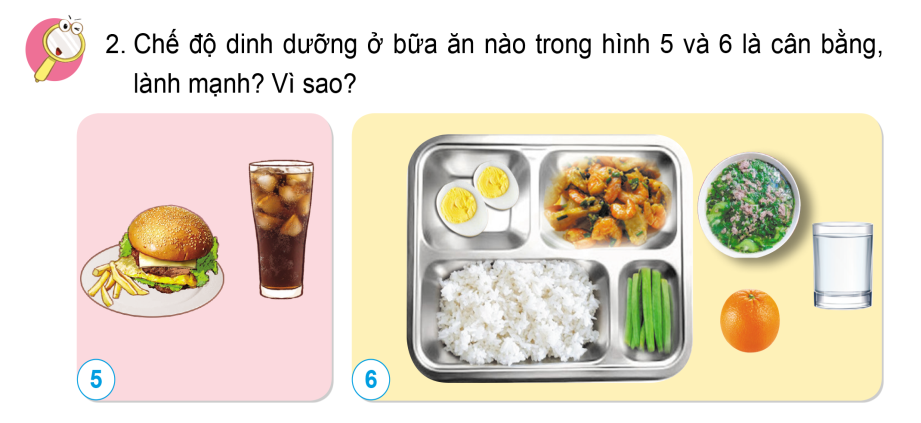 2. Chế độ dinh dưỡng ở bữa ăn nào trong hình 5 và 6 là cân bằng,
lành mạnh? Vì sao?
5
6